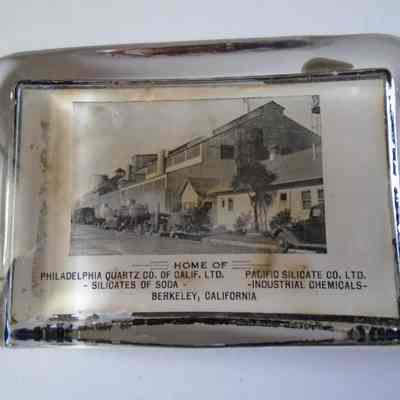 HOME OF
PHILADELPHIA QUARTZ CO. OF CALIF. LTD. PACIFIC SILICATE CO. LTD.
- SILICATES OF SODA - -INDUSTRIAL CHEMICALS-
BERKELEY, CALIFORNIA